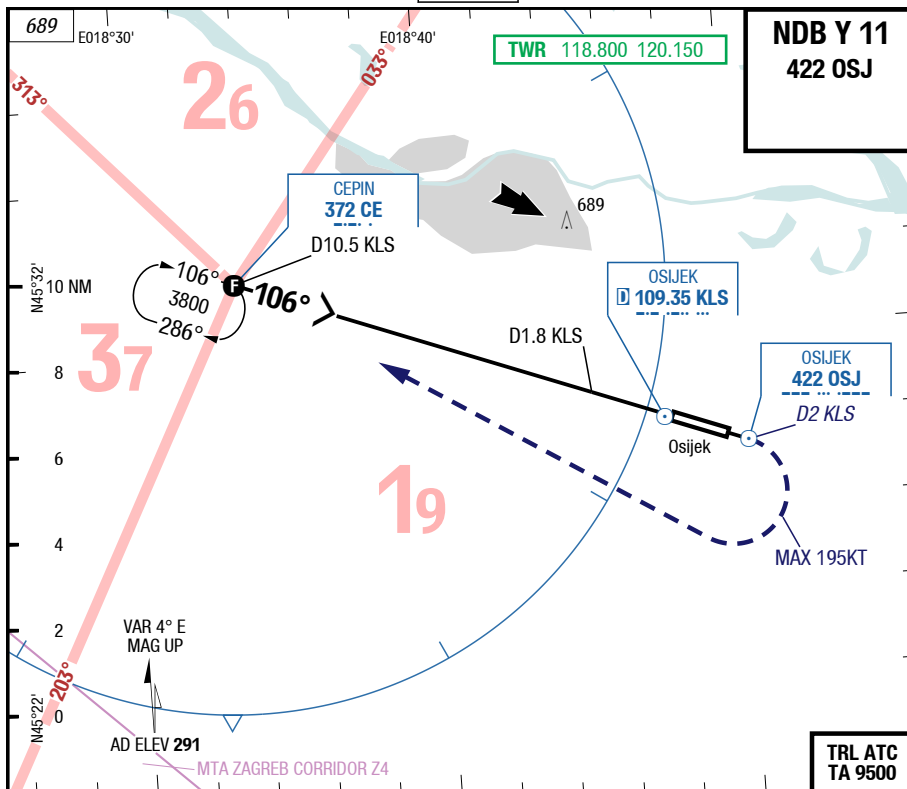 689
E018°30'
E018°40'
TWR 118.800 120.150
NDB Y 11
422 OSJ
313°
26
033°
CEPIN
372 CE
689
D10.5 KLS
N45°32'
10 NM
106°
3800
286°
F
106°
OSIJEK
D 109.35 KLS
37
D1.8 KLS
OSIJEK
422 OSJ
D2 KLS
8
Osijek
6
19
4
MAX 195KT
2
VAR 4° E
MAG UP
203°
N45°22'
0
AD ELEV 291
MTA ZAGREB CORRIDOR Z4
TRL ATC
TA 9500